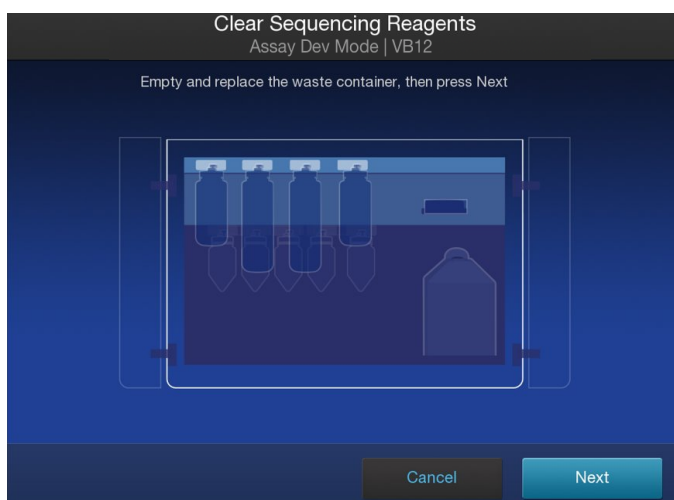 Clear Sequencing Reagents
Assay Dev Mode | VB12
Empty and replace the waste container, then press Next
Cancel
Next